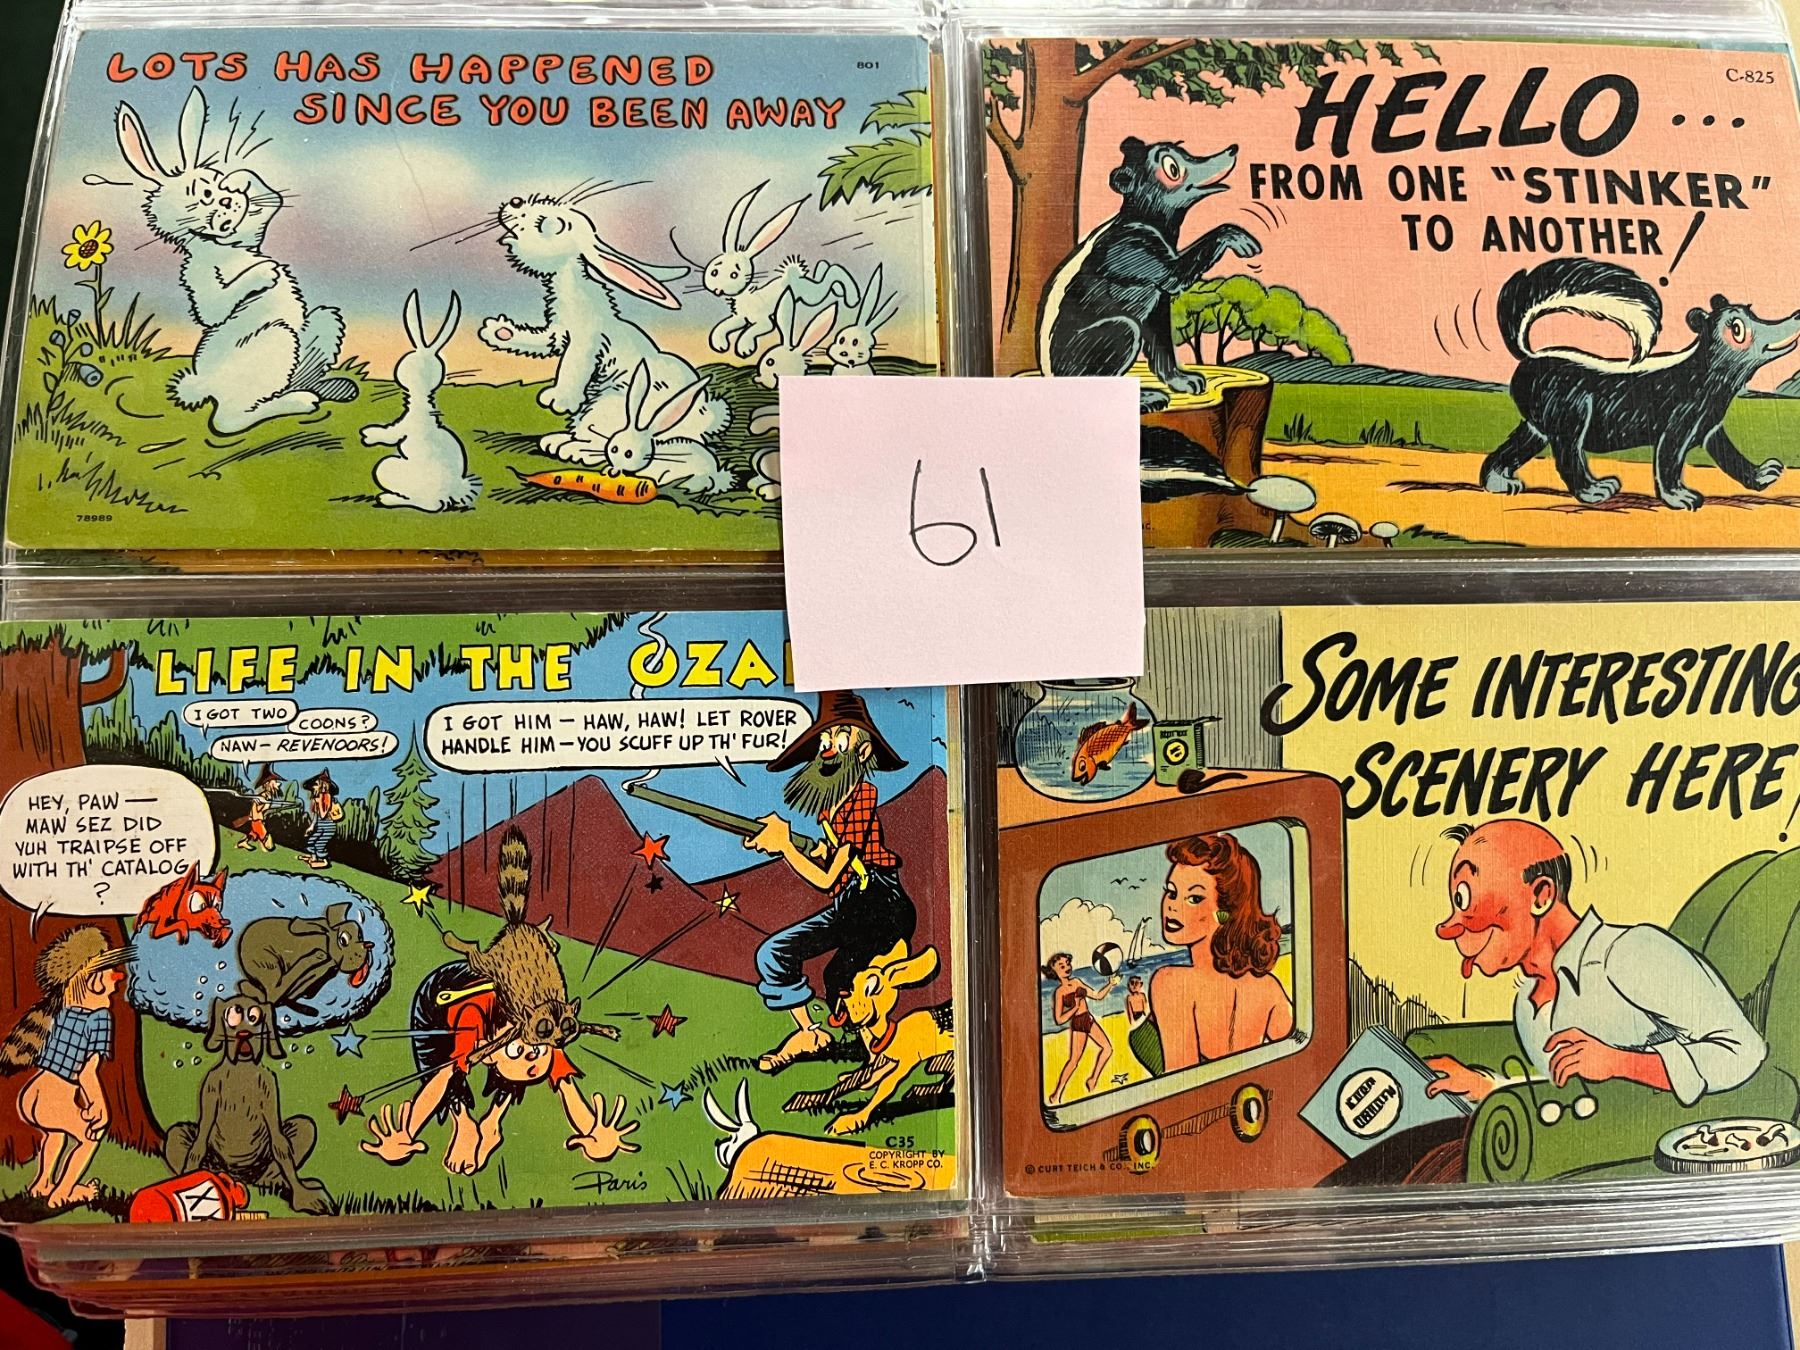 LOTS HAS HAPPENED
SINCE YOU BEEN AWAY
801
78989
HELLO...
FROM ONE "STINKER"
TO ANOTHER!
C-825
INC.
61
LIFE IN THE OZA
I GOT TWO
COONS?
NAW- REVENOORS!
I GOT HIM — HAW, HAW! LET ROVER
HANDLE HIM — YOU SCUFF UP TH' FUR!
HEY, PAW —
MAW SEZ DID
YUH TRAIPSE OFF
WITH TH' CATALOG
?
C35
COPYRIGHT BY
E. C. KROPP CO.
Paris
SOME INTERESTING
SCENERY HERE!
© CURT TEICH & CO., INC.